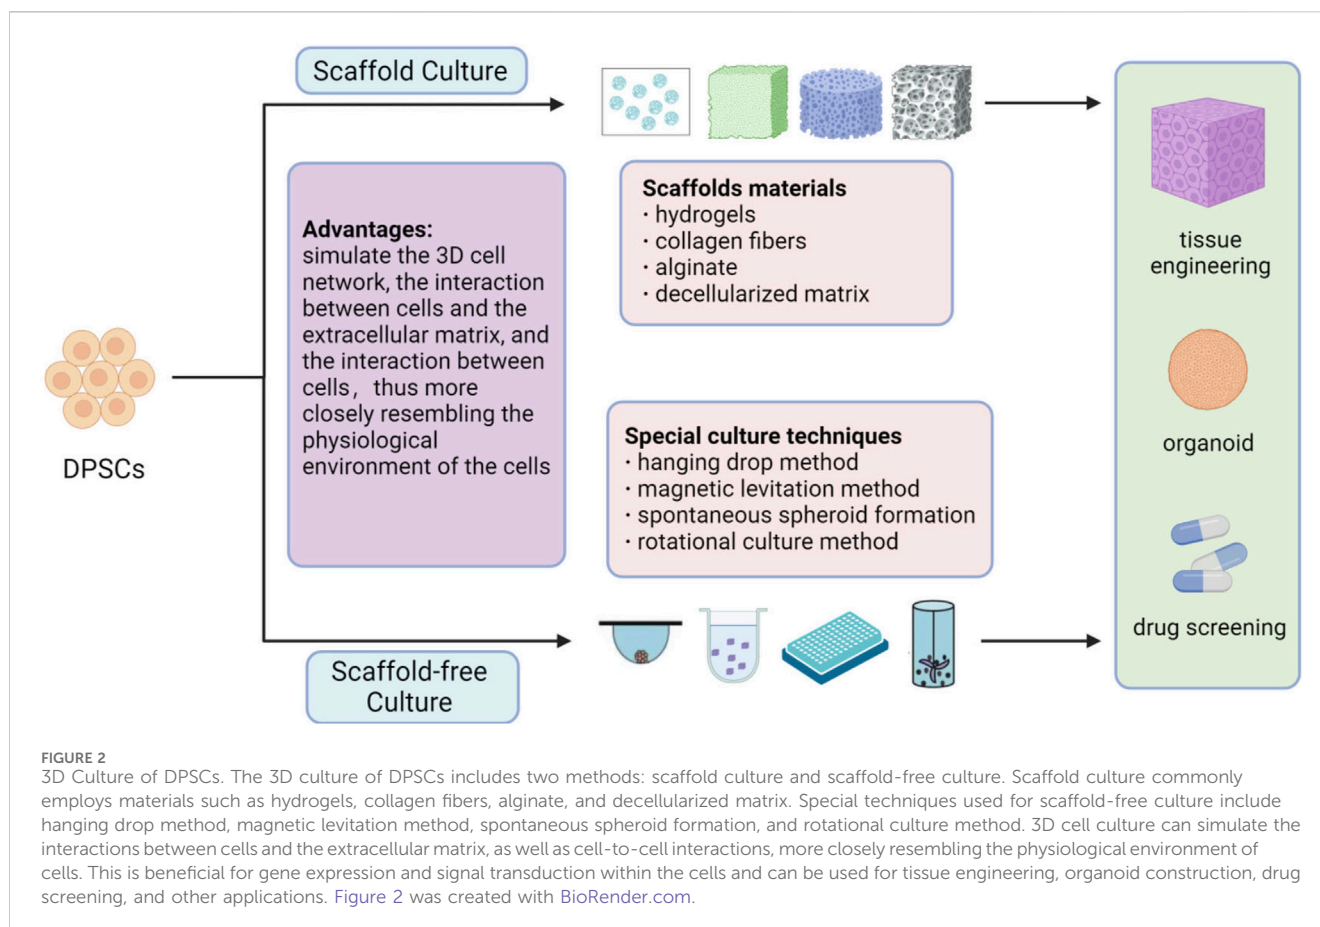 Scaffold Culture
Advantages:
simulate the 3D cell
network, the interaction
between cells and the
extracellular matrix, and
the interaction between
cells，thus more
closely resembling the
physiological
environment of the cells
Scaffolds materials
· hydrogels
· collagen fibers
· alginate
· decellularized matrix
DPSCs
Special culture techniques
· hanging drop method
· magnetic levitation method
· spontaneous spheroid formation
· rotational culture method
Scaffold-free
Culture
tissue
engineering
organoid
drug screening
FIGURE 2
3D Culture of DPSCs. The 3D culture of DPSCs includes two methods: scaffold culture and scaffold-free culture. Scaffold culture commonly
employs materials such as hydrogels, collagen fibers, alginate, and decellularized matrix. Special techniques used for scaffold-free culture include
hanging drop method, magnetic levitation method, spontaneous spheroid formation, and rotational culture method. 3D cell culture can simulate the
interactions between cells and the extracellular matrix, as well as cell-to-cell interactions, more closely resembling the physiological environment of
cells. This is beneficial for gene expression and signal transduction within the cells and can be used for tissue engineering, organoid construction, drug
screening, and other applications. Figure 2 was created with BioRender.com.